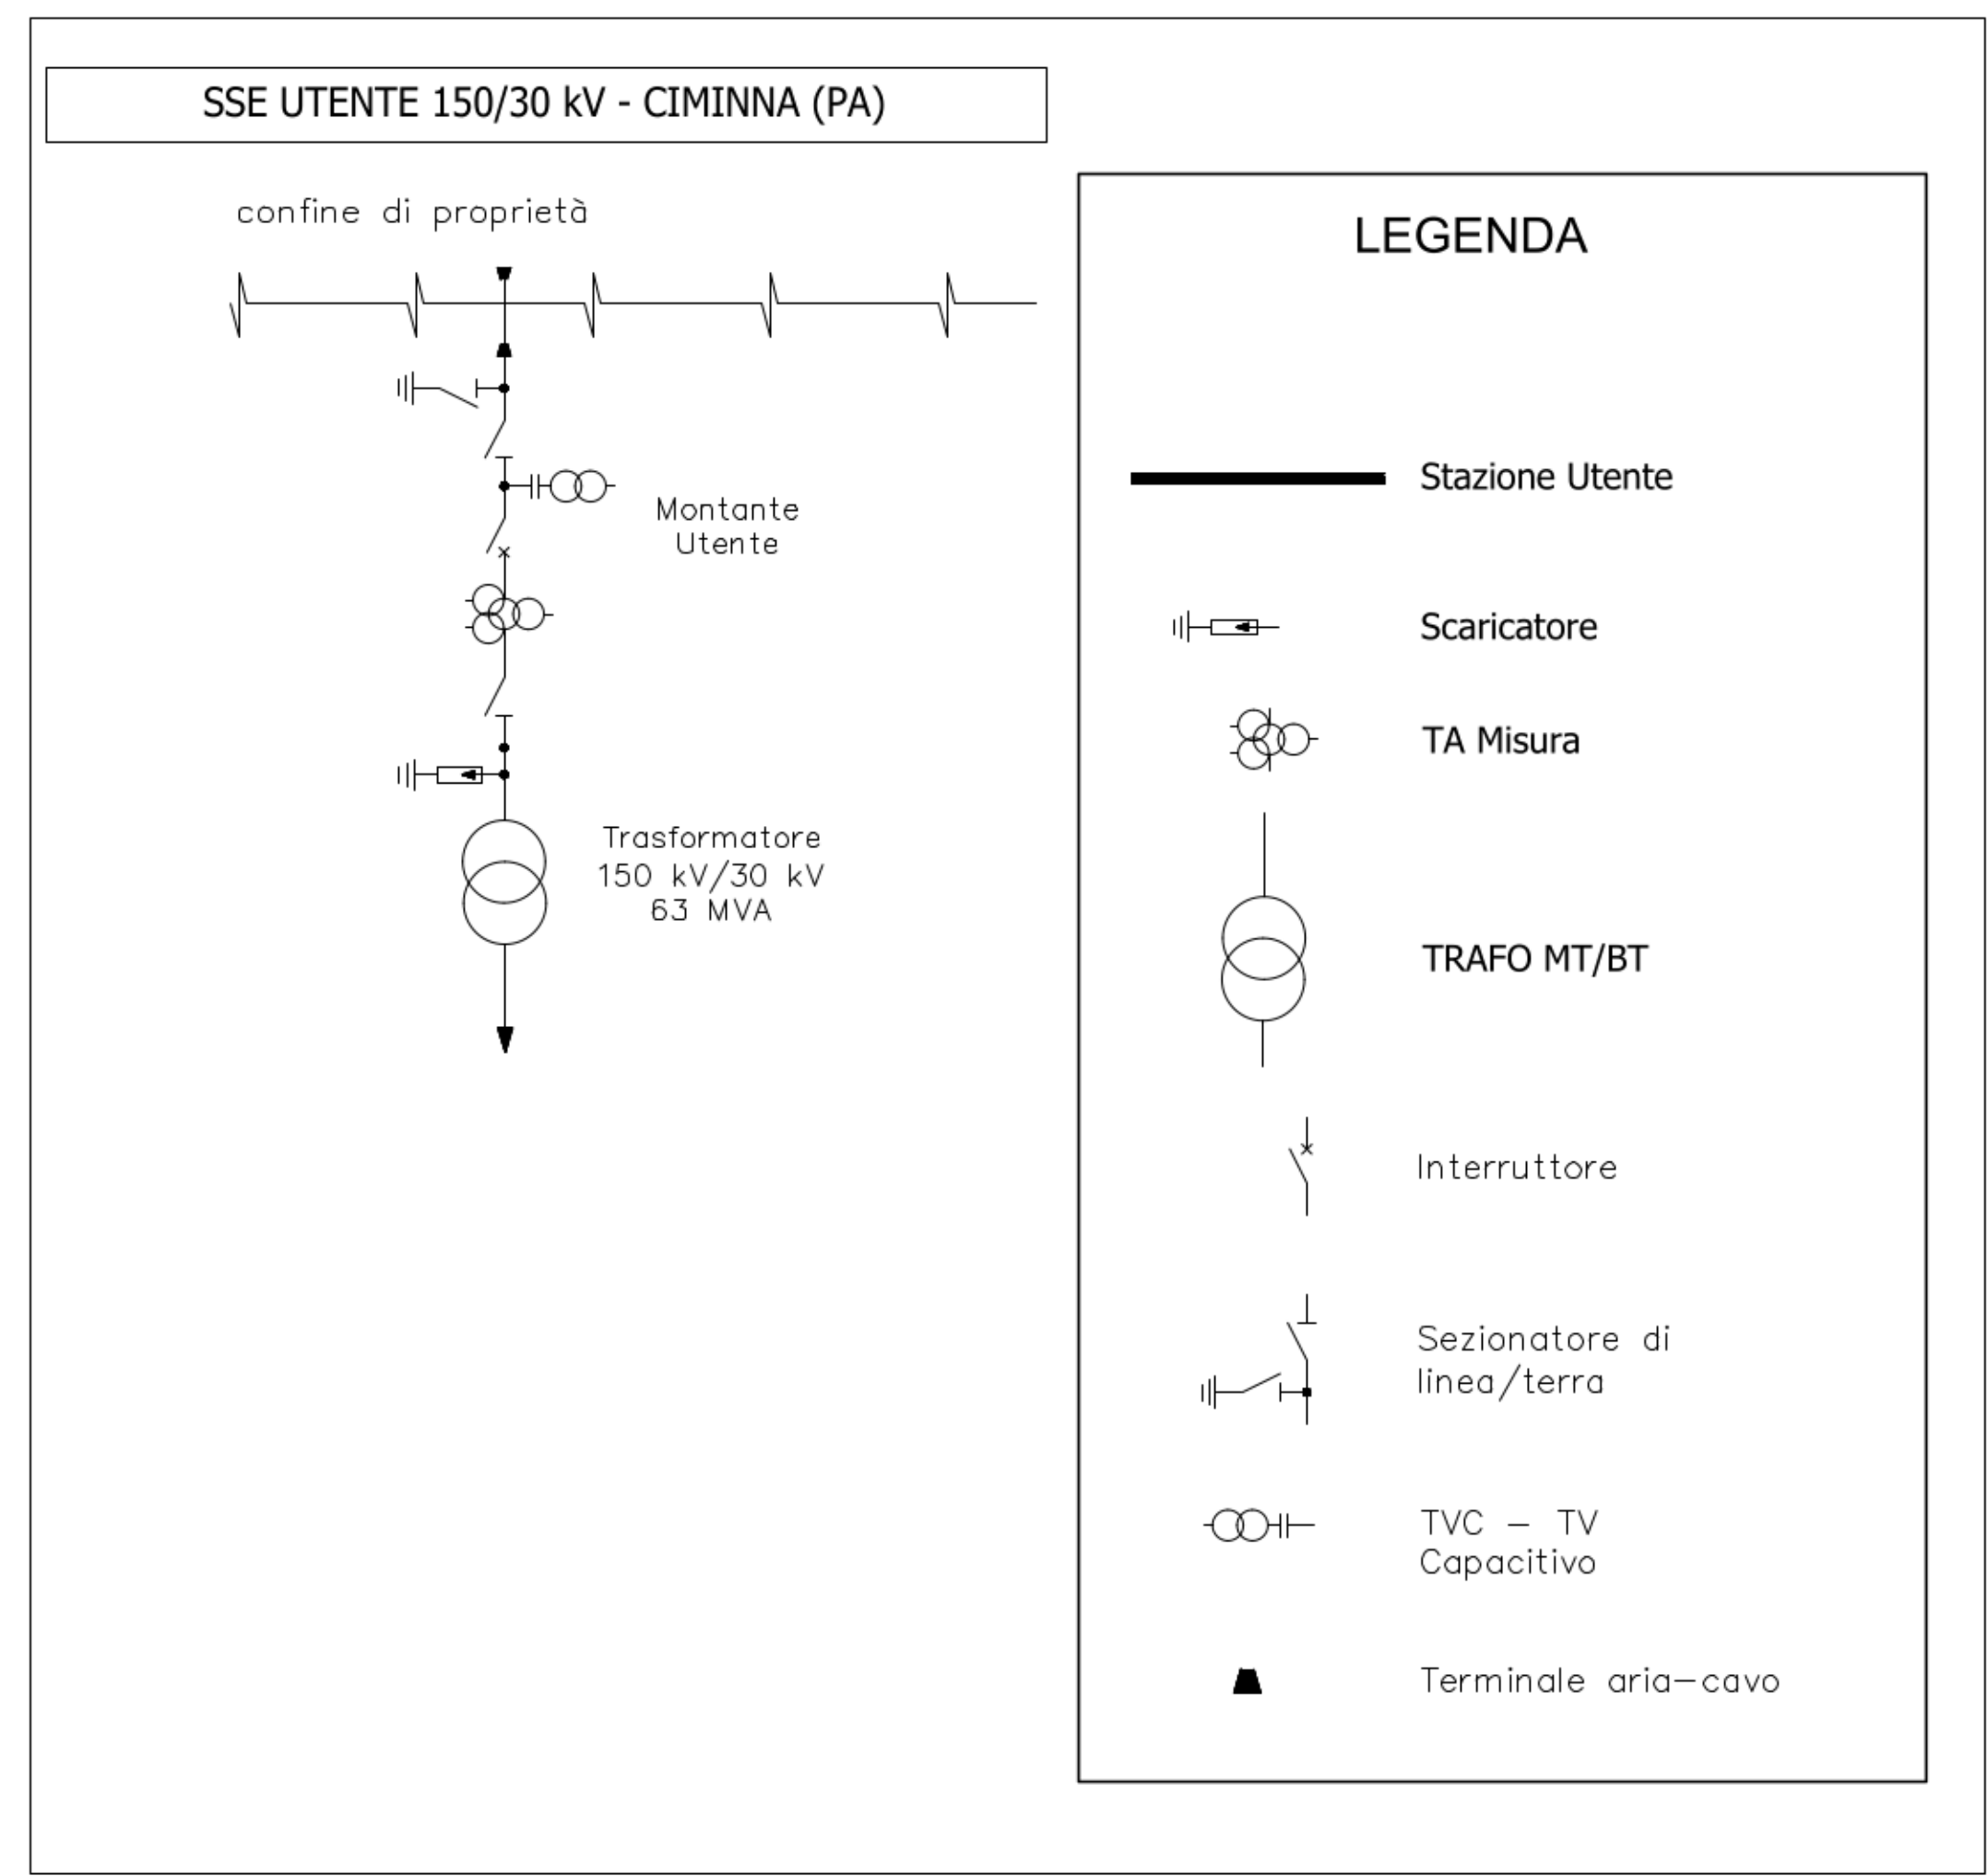 SSE UTENTE 150/30 kV - CIMINNA (PA)
confine di proprietà
Montante
Utente
Trasformatore
150 kV/30 kV
63 MVA
LEGENDA
Stazione Utente
Scaricatore
TA Misura
TRAFO MT/BT
Interruttore
Sezionatore di
linea/terra
TVC - TV
Capacitivo
Terminale aria-cavo